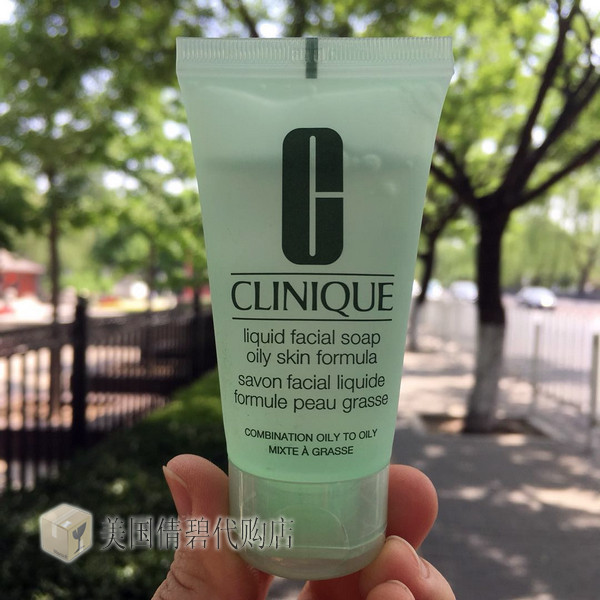 CLINIQUE
liquid facial soap
oily skin formula
savon facial liquide
formule peau grasse
COMBINATION OILY TO OILY
MIXTE À GRASSE
美国倩碧代购店